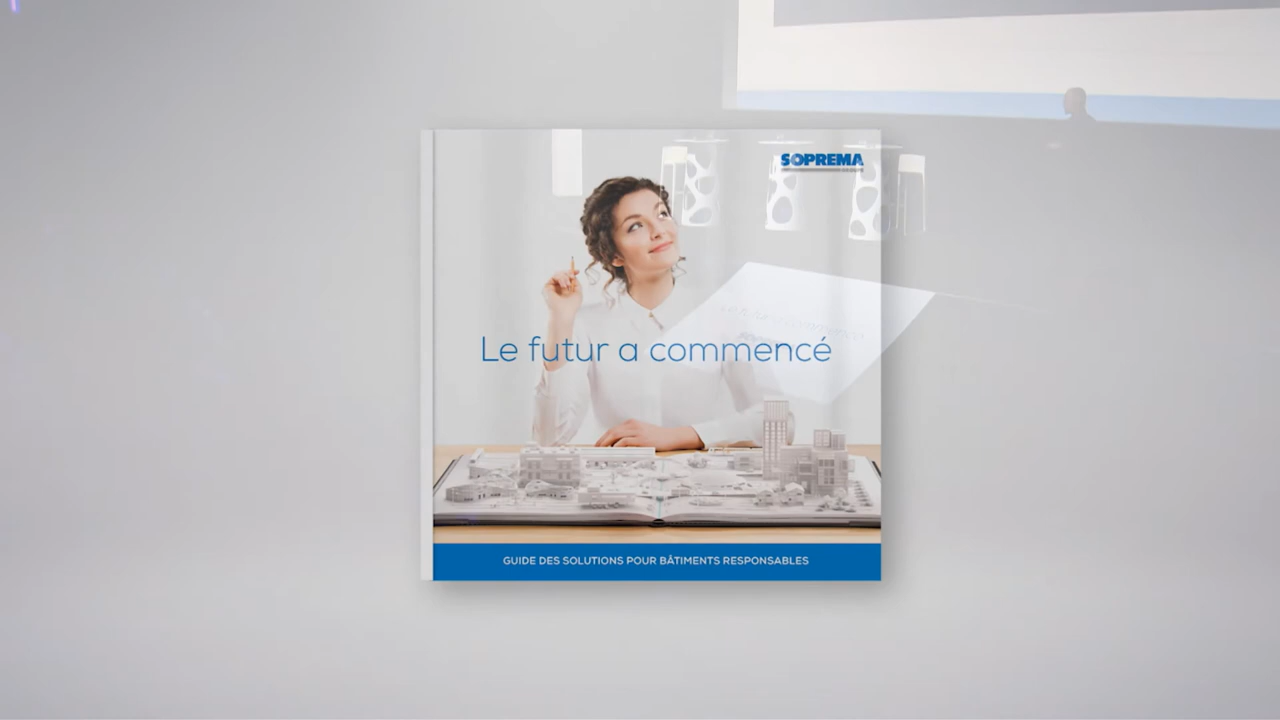 SOPREMA
Le futur a commencé
GUIDE DES SOLUTIONS POUR BÂTIMENTS RESPONSABLES